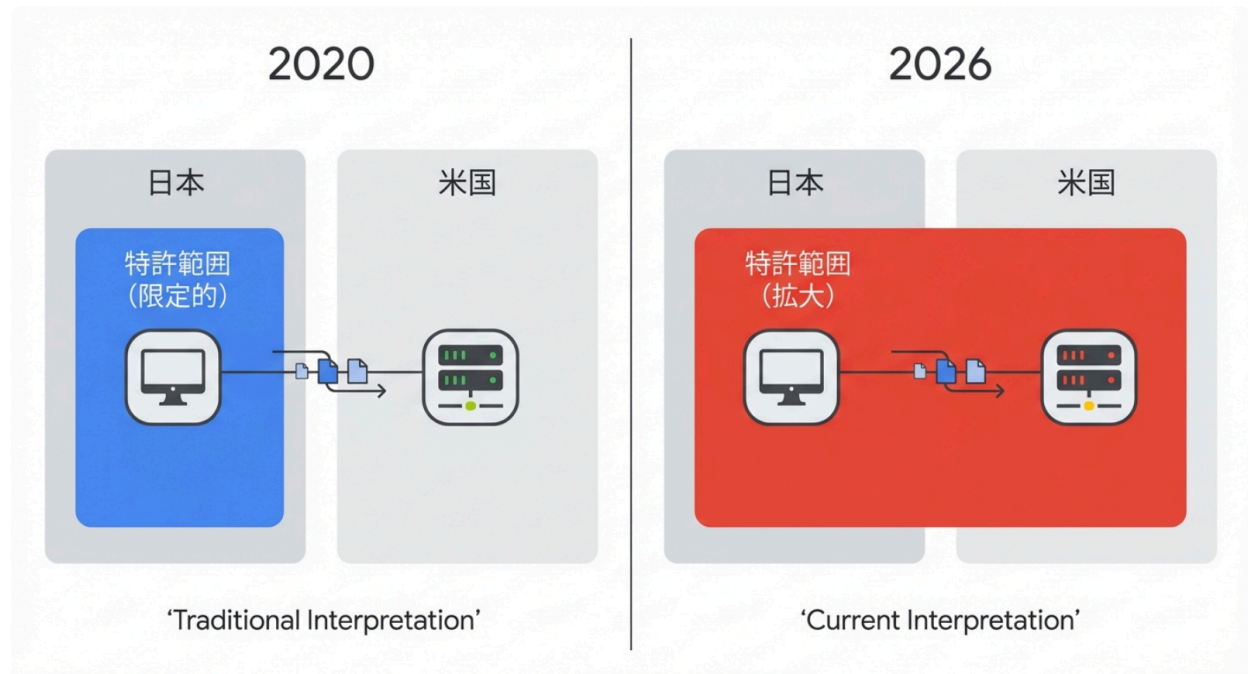 2020
日本
米国
特許範囲
（限定的）
‘Traditional Interpretation’
2026
日本
米国
特許範囲
（拡大）
‘Current Interpretation’